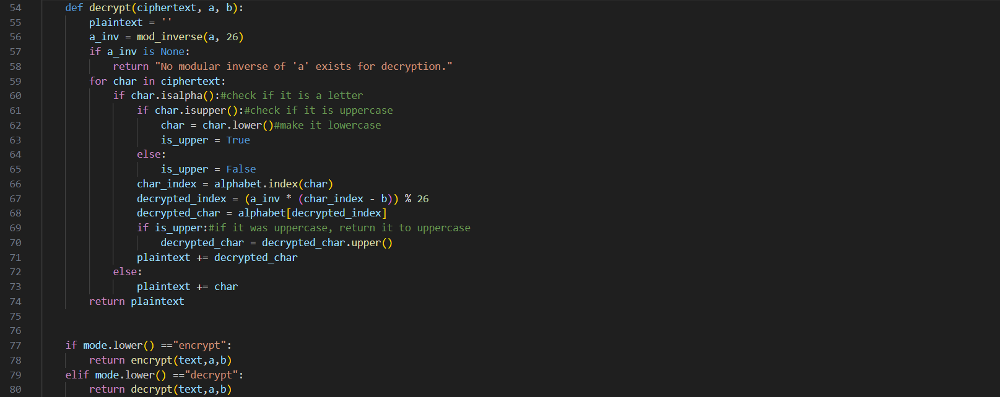 54 def decrypt(ciphertext, a, b):
55 plaintext = ''
56 a_inv = mod_inverse(a, 26)
57 if a_inv is None:
58 return "No modular inverse of 'a' exists for decryption."
59 for char in ciphertext:
60 if char.isalpha():#check if it is a letter
61 if char.isupper():#check if it is uppercase
62 char = char.lower()#make it lowercase
63 is_upper = True
64 else:
65 is_upper = False
66 char_index = alphabet.index(char)
67 decrypted_index = (a_inv * (char_index - b)) % 26
68 decrypted_char = alphabet[decrypted_index]
69 if is_upper:#if it was uppercase, return it to uppercase
70 decrypted_char = decrypted_char.upper()
71 plaintext += decrypted_char
72 else:
73 plaintext += char
74 return plaintext
75
76
77 if mode.lower() =="encrypt":
78 return encrypt(text,a,b)
79 elif mode.lower() =="decrypt":
80 return decrypt(text,a,b)